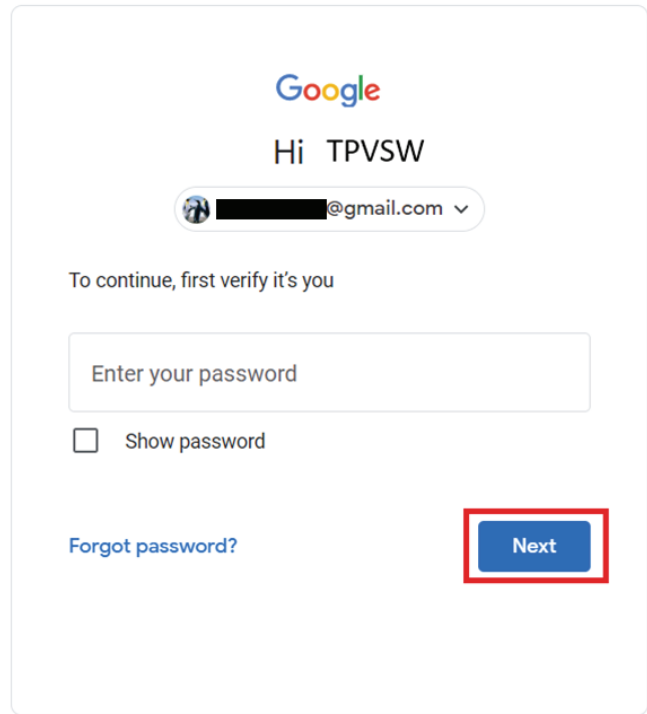 Google
Hi TPVSW
@gmail.com
To continue, first verify it's you
Enter your password
Show password
Forgot password?
Next